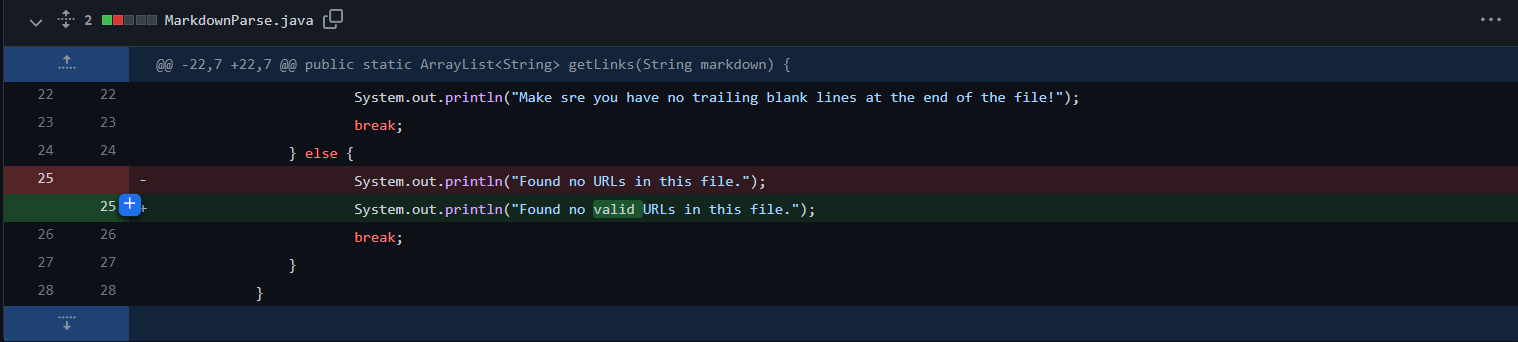 2 MarkdownParse.java
@@ -22,7 +22,7 @@ public static ArrayList<String> getLinks(String markdown) {
22 22 System.out.println("Make sre you have no trailing blank lines at the end of the file!");
23 23 break;
24 24 } else {
25 - System.out.println("Found no URLs in this file.");
25 + System.out.println("Found no valid URLs in this file.");
26 26 break;
27 27 }
28 28 }